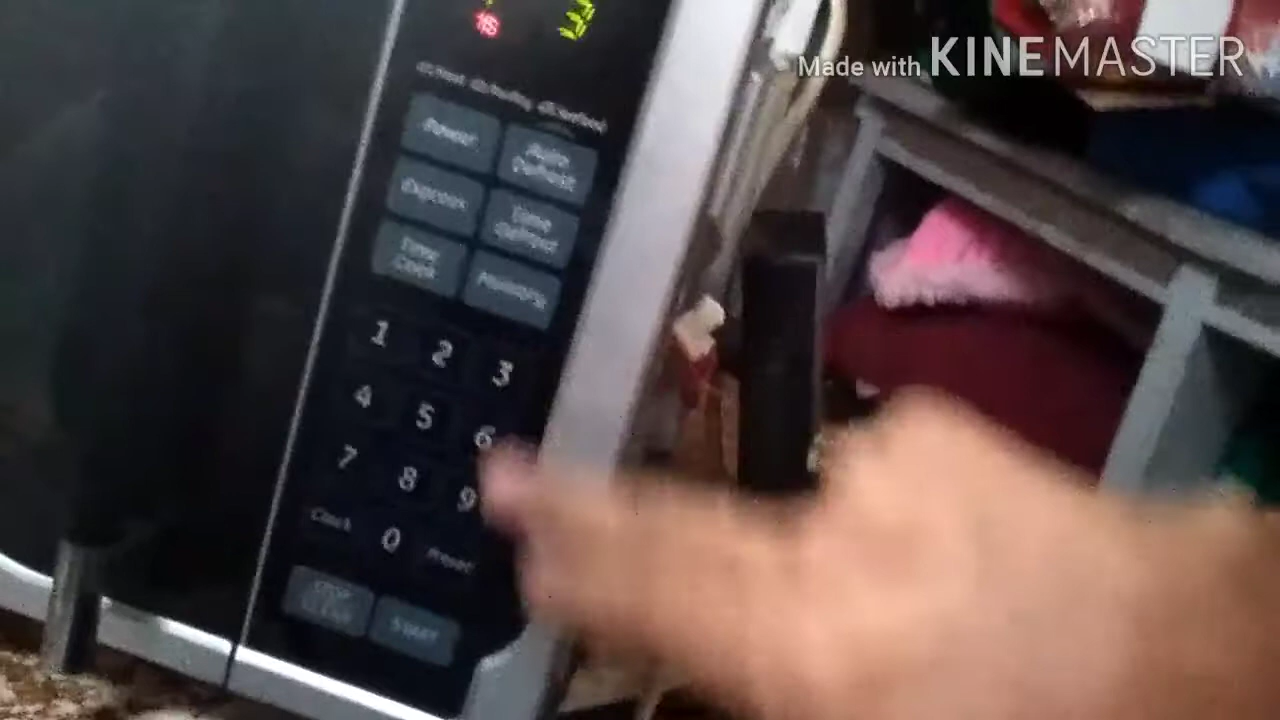 Made with KINEMASTER
3
Power
Auto
Defrost
Express
Time
Defrost
Time
Cook
1 2 3
4 5 6
7 8 9
Clock 0 Preset
STOP
CLEAR
START